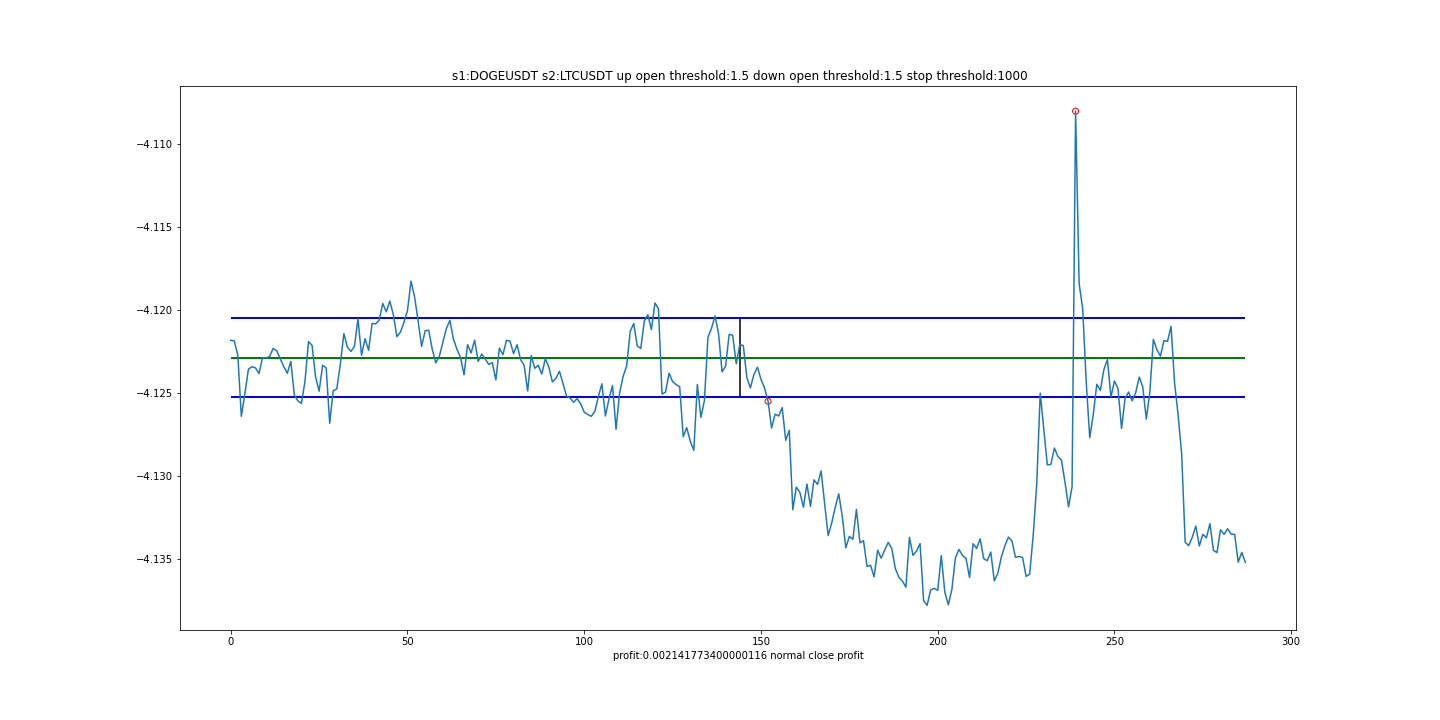 s1:DOGEUSDT s2:LTCUSDT up open threshold:1.5 down open threshold:1.5 stop threshold:1000
−4.110
−4.115
−4.120
−4.125
−4.130
−4.135
0 50 100 150 200 250 300
profit:0.002141773400000116 normal close profit